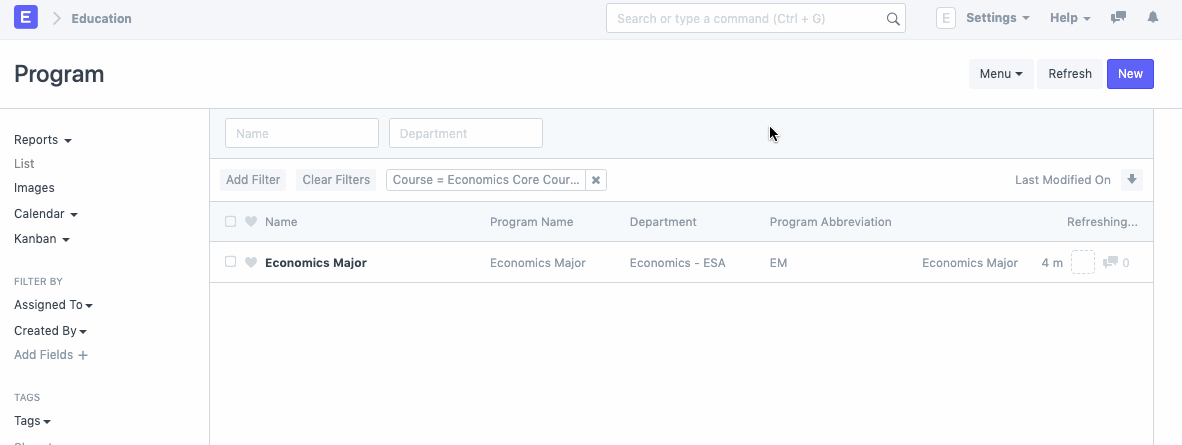 E Education Search or type a command (Ctrl + G) E Settings Help
Program Menu Refresh New
Reports
List
Images
Calendar
Kanban
FILTER BY
Assigned To
Created By
Add Fields +
TAGS
Tags
Name Department
Add Filter Clear Filters Course = Economics Core Cour... × Last Modified On
Name Program Name Department Program Abbreviation Refreshing...
Economics Major Economics Major Economics - ESA EM Economics Major 4 m 0